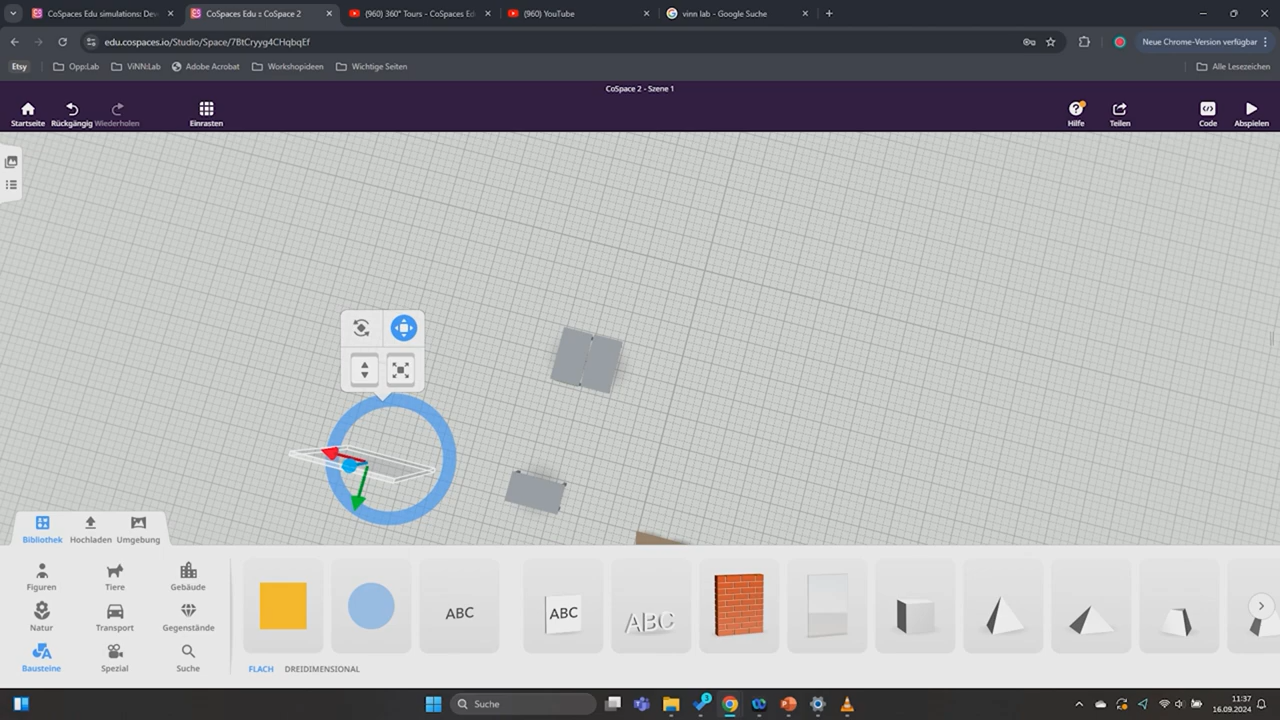 CoSpaces Edu simulations: Dev
CoSpaces Edu :: CoSpace 2
(960) 360° Tours – CoSpaces Ed
(960) YouTube
vinn lab - Google Suche
edu.cospaces.io/Studio/Space/7BtCryyg4CHqbqEf
Neue Chrome-Version verfügbar
Etsy
Opp:Lab
ViNN:Lab
Adobe Acrobat
Workshopideen
Wichtige Seiten
Alle Lesezeichen
CoSpace 2 - Szene 1
Startseite
Rückgängig
Wiederholen
Einrasten
Hilfe
Teilen
Code
Abspielen
Bibliothek
Hochladen
Umgebung
Figuren
Tiere
Gebäude
Natur
Transport
Gegenstände
Bausteine
Spezial
Suche
ABC
ABC
ABC
FLACH
DREIDIMENSIONAL
Suche
3
11:37
16.09.2024